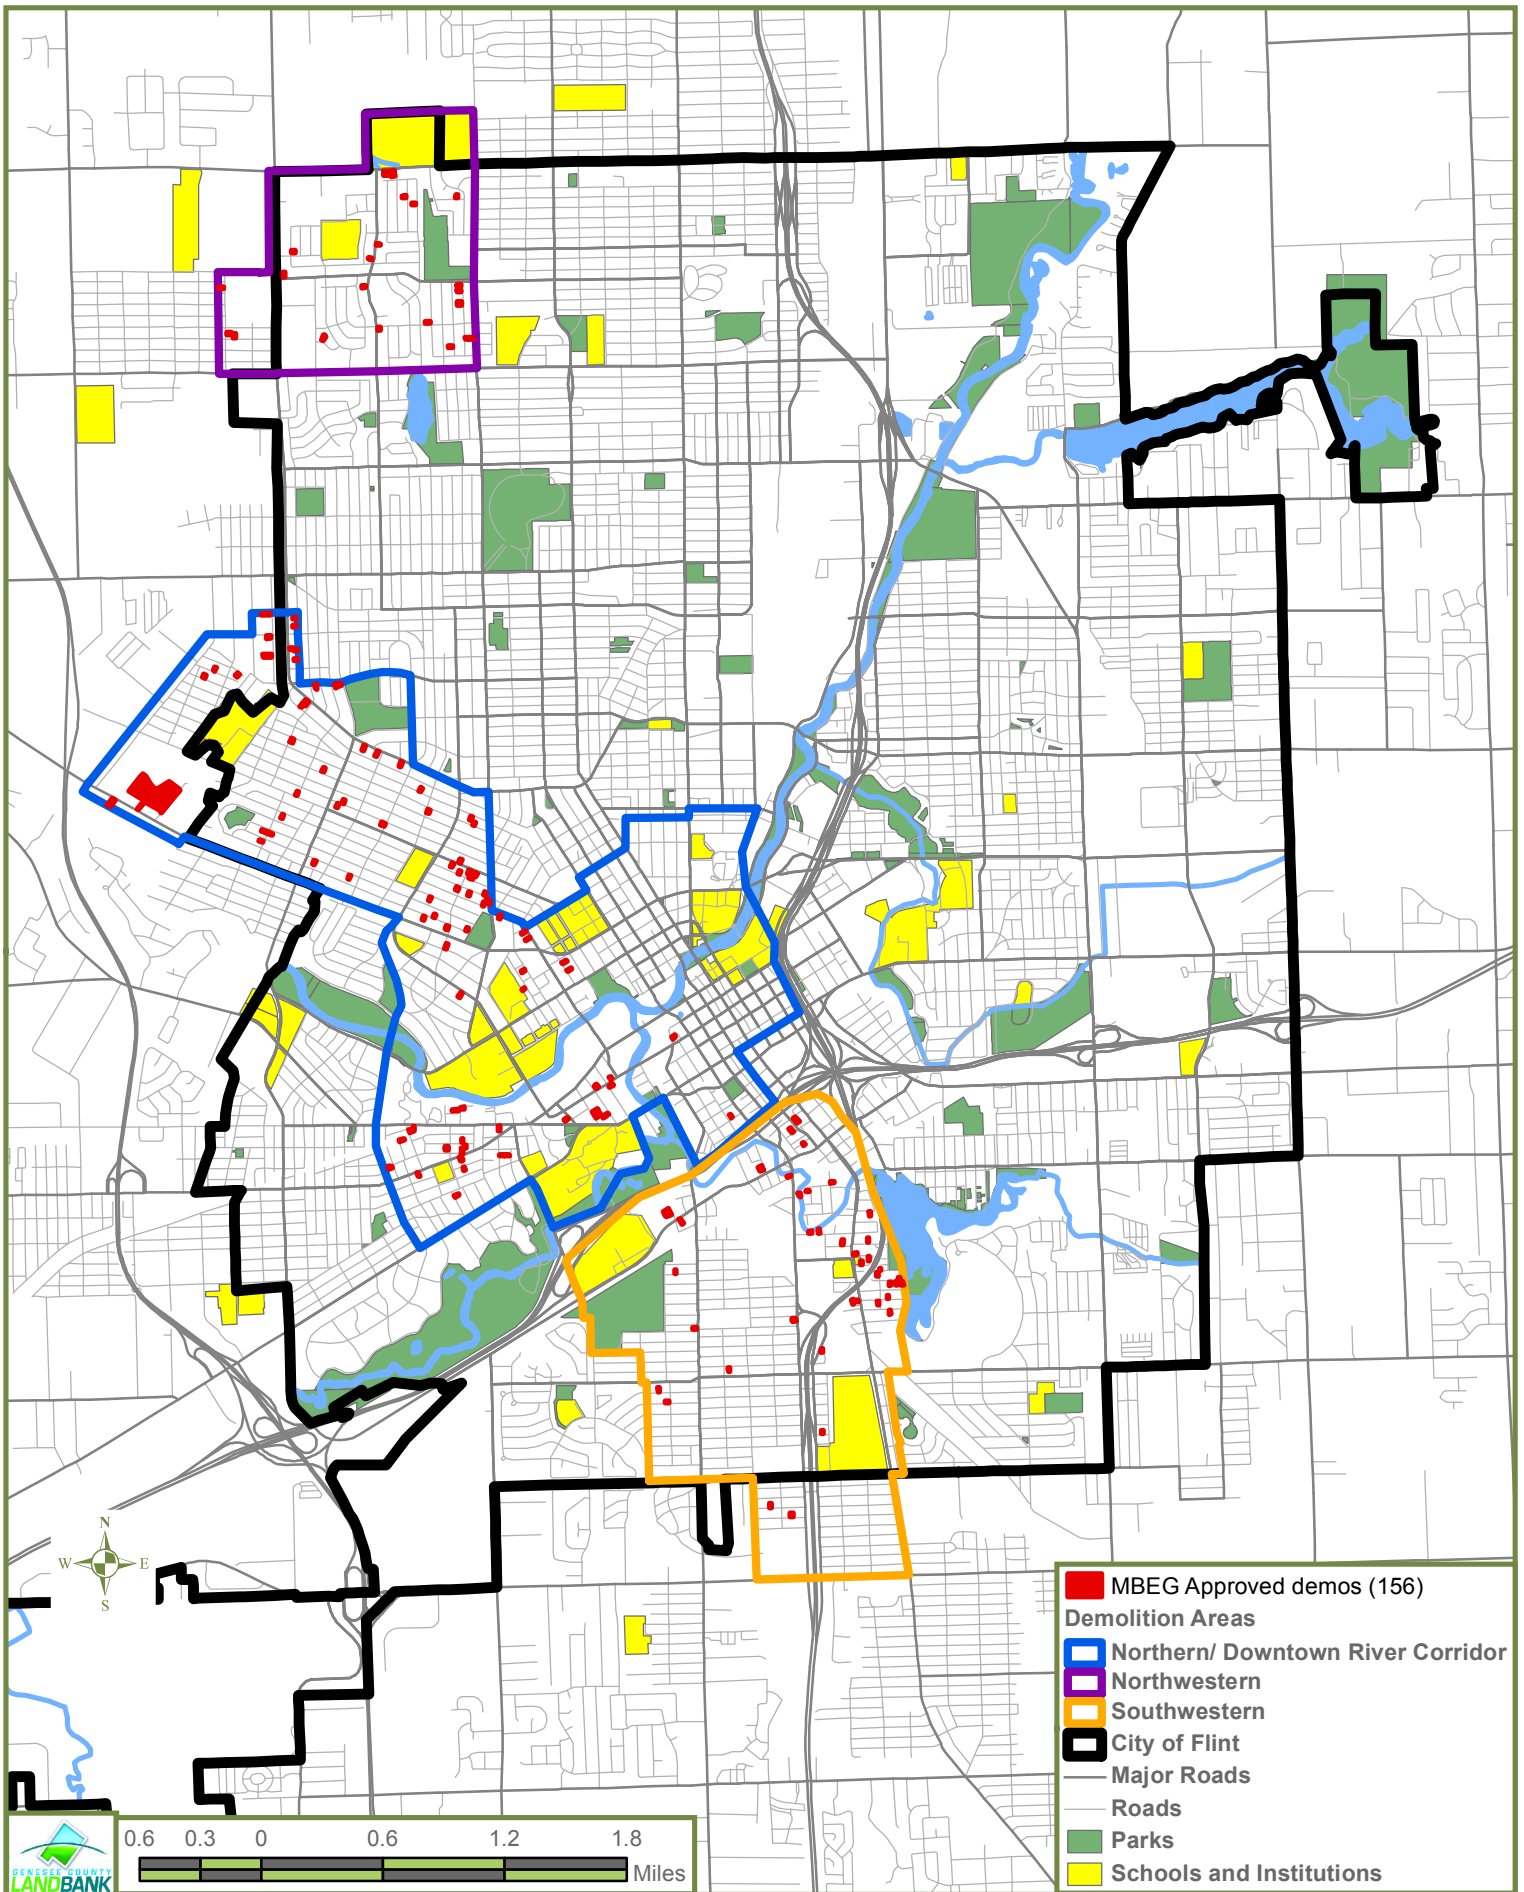 N
W E
S
MBEG Approved demos (156)
Demolition Areas
Northern/ Downtown River Corridor
Northwestern
Southwestern
City of Flint
Major Roads
Roads
Parks
Schools and Institutions
0.6 0.3 0 0.6 1.2 1.8
Miles
GENESEE COUNTY
LANDBANK